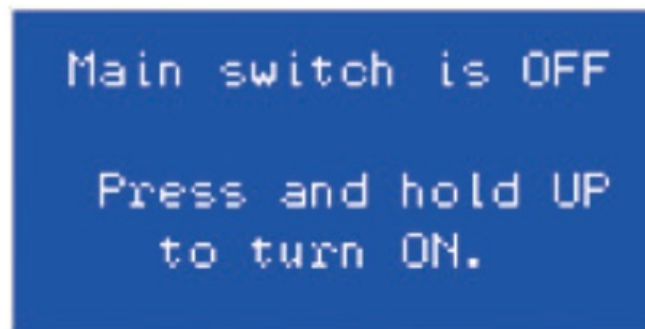 Main switch is OFF
Press and hold UP
to turn ON.